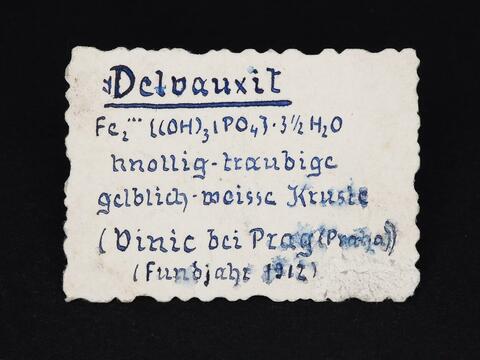 Delvauxit
Fe₂··· {(OH)₃|PO₄}·3½ H₂O
knollig-traubige
gelblich-weisse Kruste
(Vinic bei Prag (Praha))
(Fundjahr 1912)